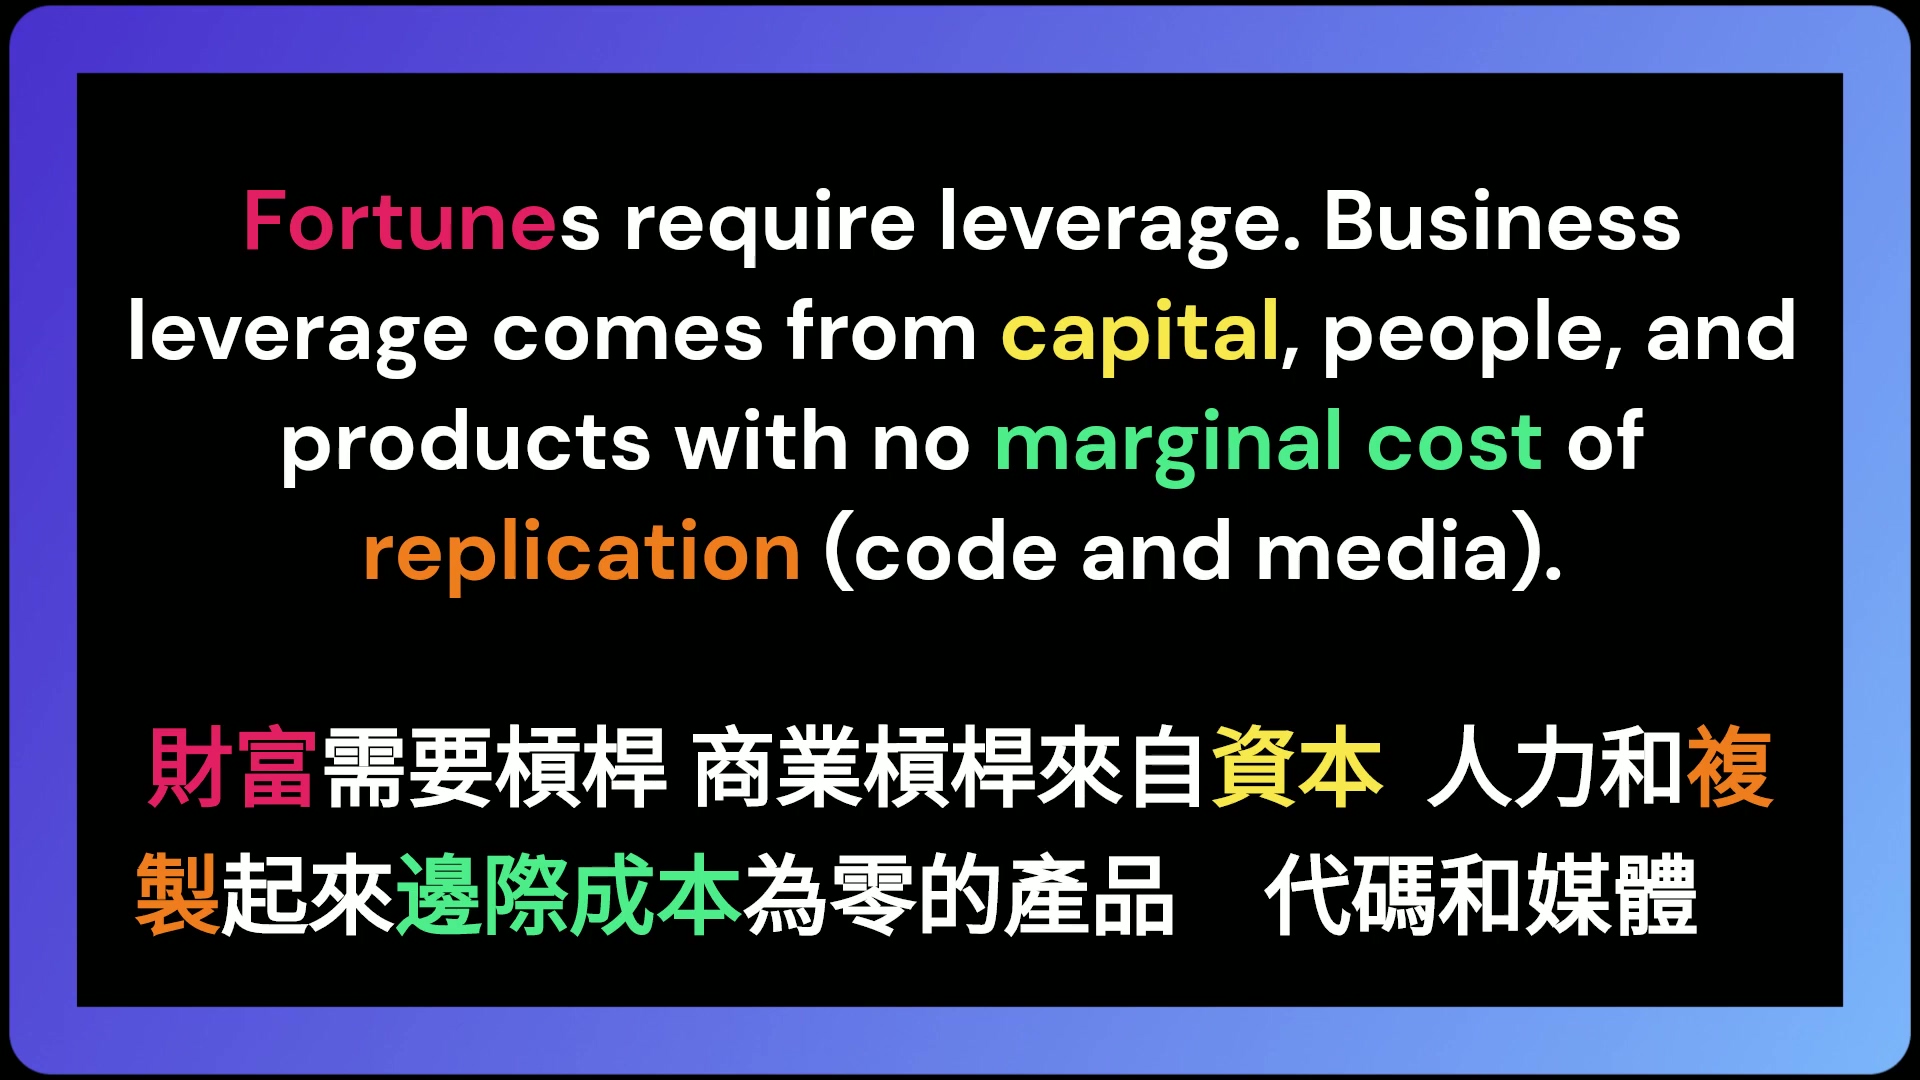 Fortunes require leverage. Business
leverage comes from capital, people, and
products with no marginal cost of
replication (code and media).
財富需要槓桿 商業槓桿來自資本 人力和複
製起來邊際成本為零的產品 代碼和媒體